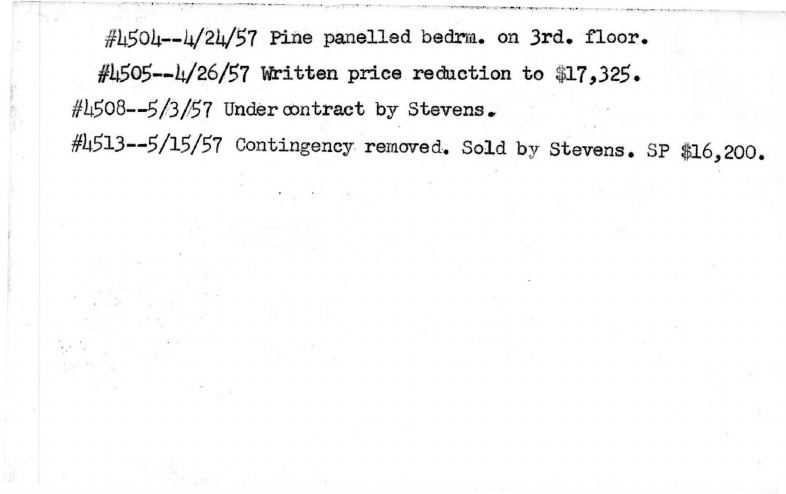 #4504--4/24/57 Pine panelled bedrm. on 3rd. floor.
#4505--4/26/57 Written price reduction to $17,325.
#4508--5/3/57 Under contract by Stevens.
#4513--5/15/57 Contingency removed. Sold by Stevens. SP $16,200.